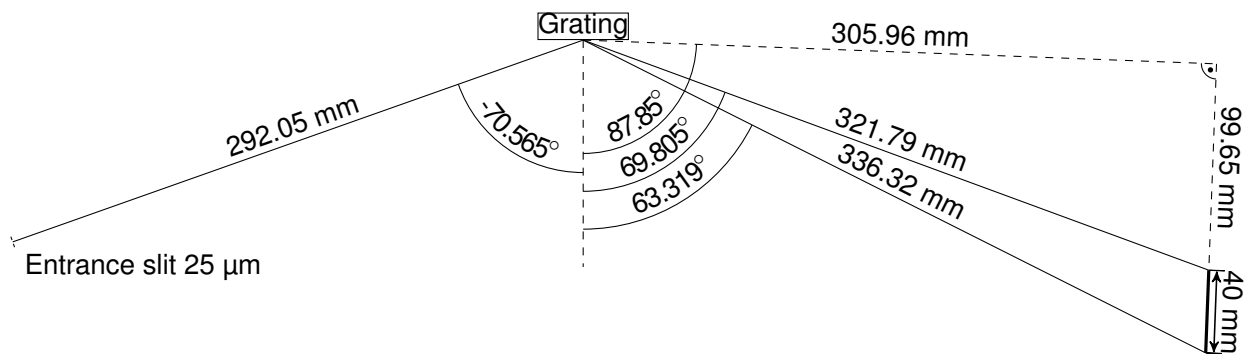 Grating
305.96 mm
292.05 mm
-70.565°
87.85°
69.805°
63.319°
321.79 mm
336.32 mm
99.65 mm
40 mm
Entrance slit 25 µm